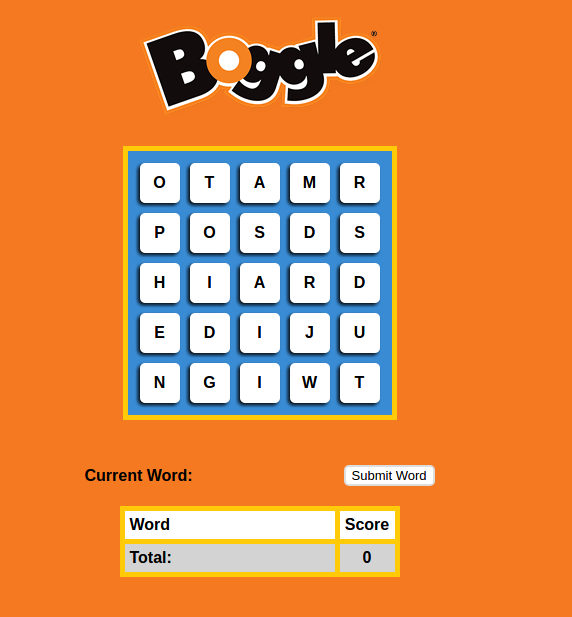 Boggle®
O T A M R
P O S D S
H I A R D
E D I J U
N G I W T
Current Word: Submit Word
Word Score
Total: 0